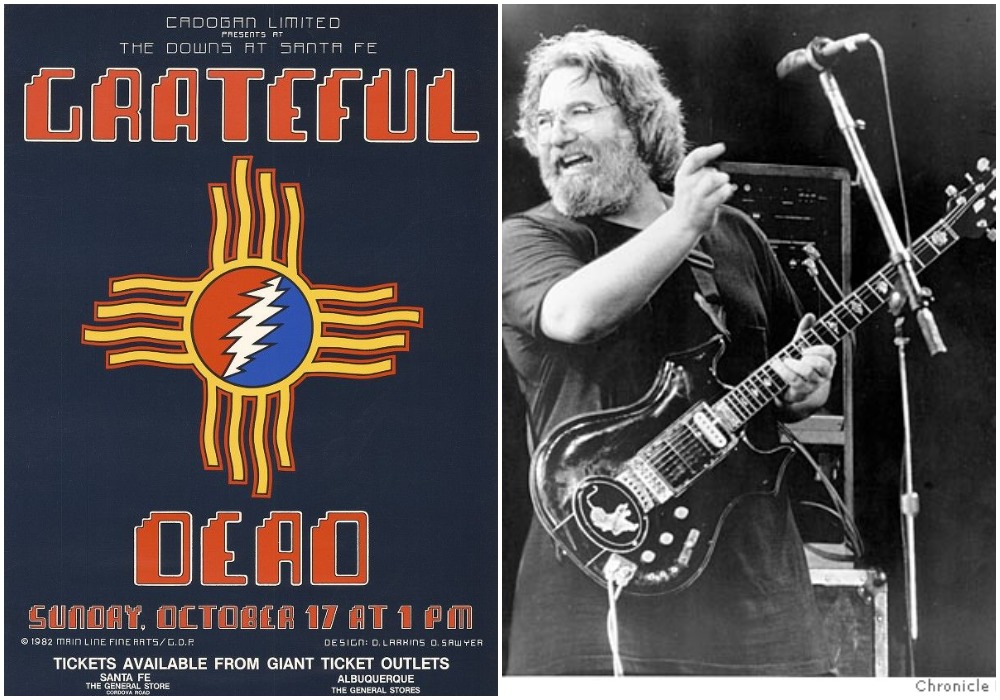 CADOGAN LIMITED
PRESENTS AT
THE DOWNS AT SANTA FE
GRATEFUL
DEAD
SUNDAY, OCTOBER 17 AT 1 PM
© 1982 MAIN LINE FINE ARTS/G.D.P. DESIGN: D. LARKINS D. SAWYER
TICKETS AVAILABLE FROM GIANT TICKET OUTLETS
SANTA FE ALBUQUERQUE
THE GENERAL STORE THE GENERAL STORES
CORDOVA ROAD
Chronicle